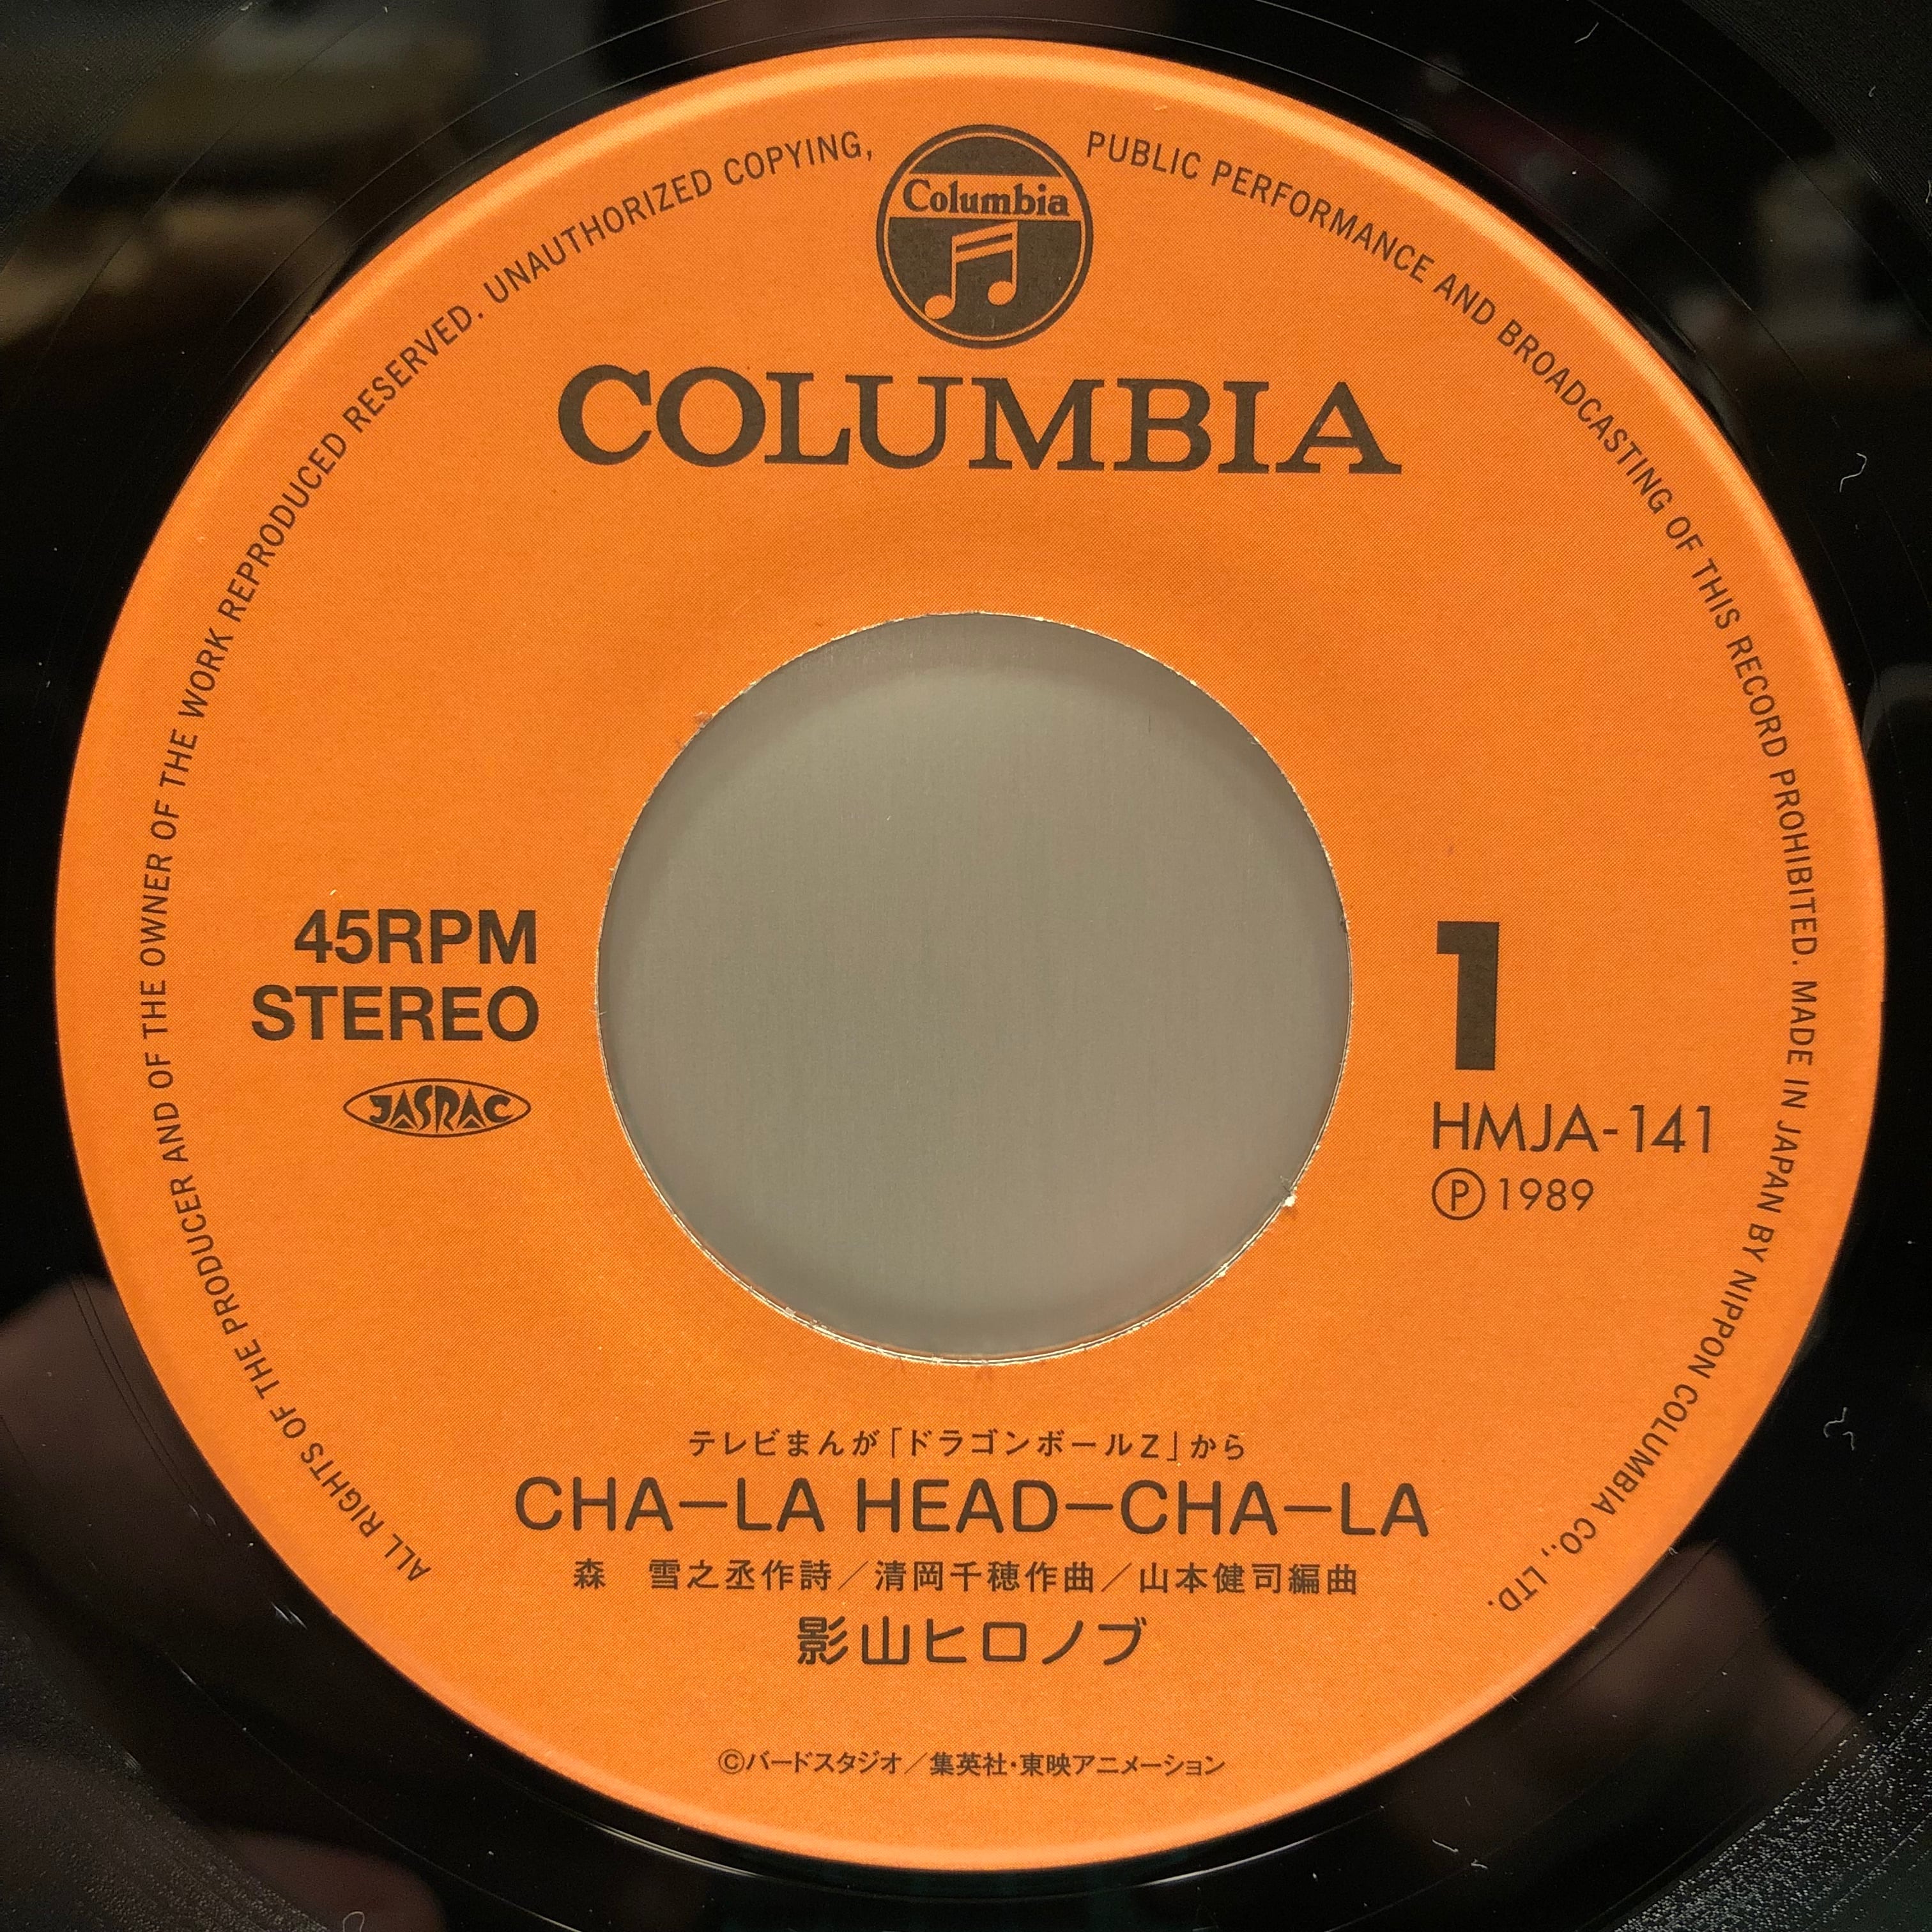 ALL RIGHTS OF THE PRODUCER AND OF THE OWNER OF THE WORK REPRODUCED RESERVED. UNAUTHORIZED COPYING, PUBLIC PERFORMANCE AND BROADCASTING OF THIS RECORD PROHIBITED. MADE IN JAPAN BY NIPPON COLUMBIA CO., LTD.
Columbia
COLUMBIA
45RPM
STEREO
JASRAC
1
HMJA-141
Ⓟ1989
テレビまんが「ドラゴンボールZ」から
CHA-LA HEAD-CHA-LA
森 雪之丞作詩／清岡千穂作曲／山本健司編曲
影山ヒロノブ
©バードスタジオ／集英社・東映アニメーション